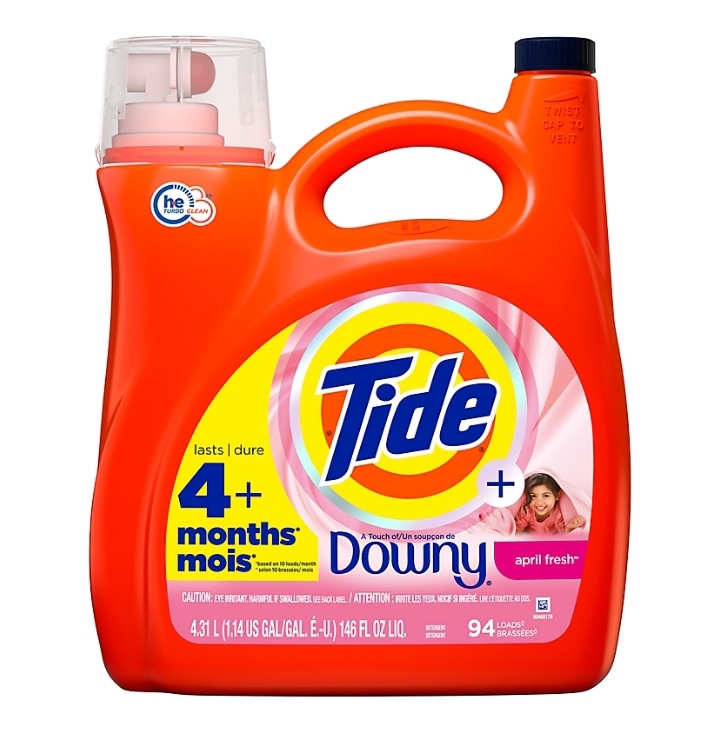 TWIST
CAP TO
VENT
he
TURBO CLEAN
Tide
lasts | dure
4+
months*
mois*
*based on 10 loads/month
*selon 10 brassées/mois
+
A Touch of/Un soupçon de
Downy®
april fresh™
CAUTION: EYE IRRITANT. HARMFUL IF SWALLOWED. SEE BACK LABEL. / ATTENTION : IRRITE LES YEUX. NOCIF SI INGÉRÉ. LIRE L'ÉTIQUETTE AU DOS.
4.31 L (1.14 US GAL/GAL. É.-U.) 146 FL OZ LIQ.
DETERGENT
DÉTERGENT
94 LOADS◊
BRASSÉES◊